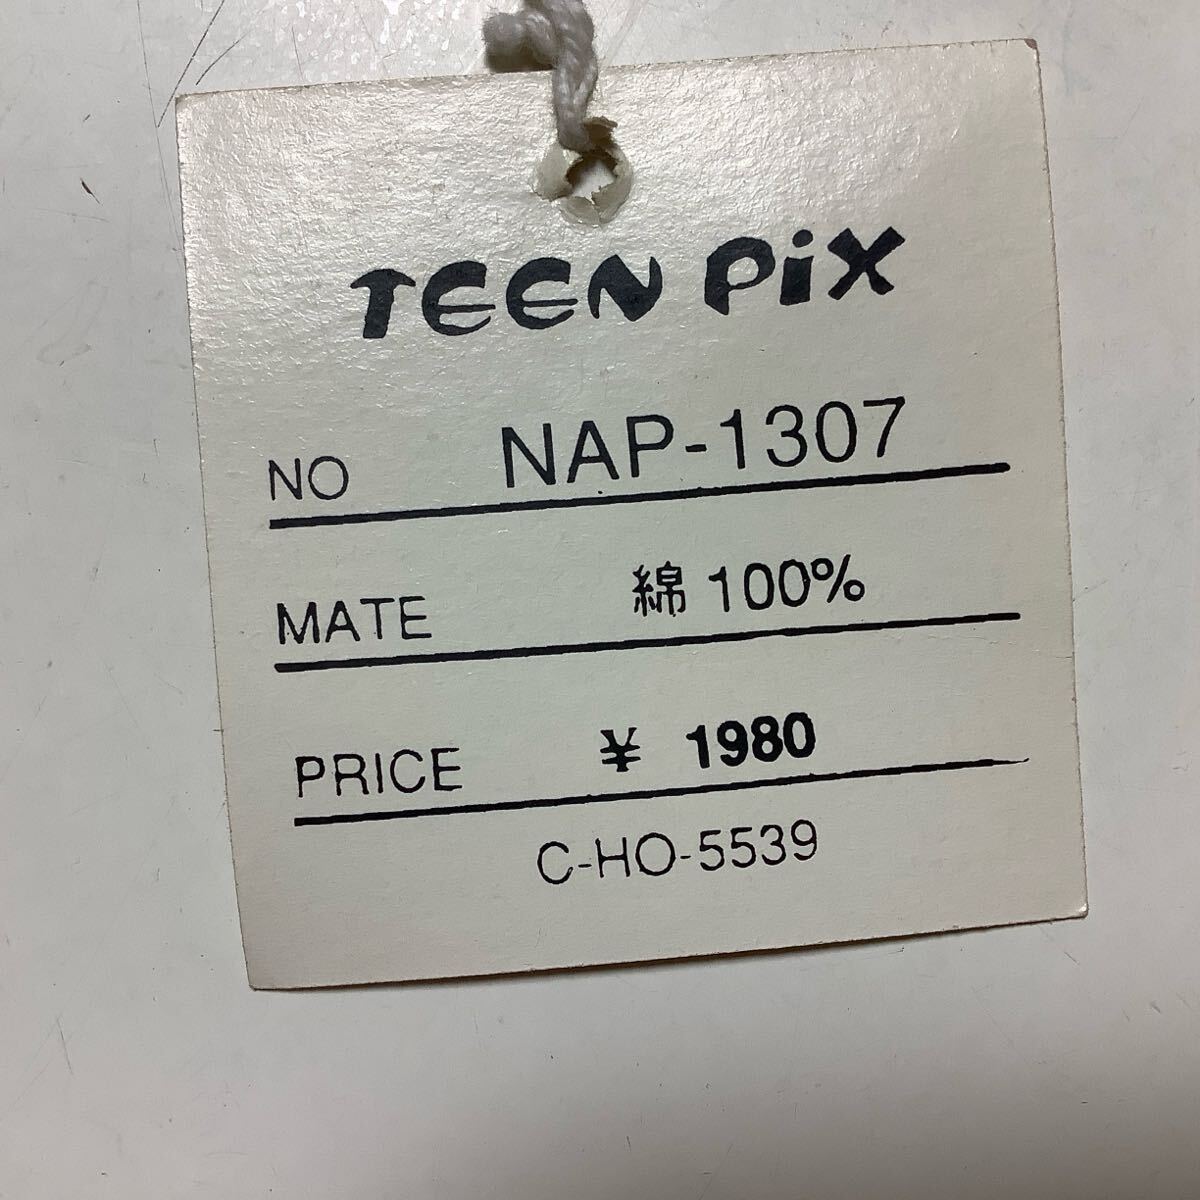 TEEN PiX
NO NAP-1307
MATE 綿 100%
PRICE ¥ 1980
C-HO-5539